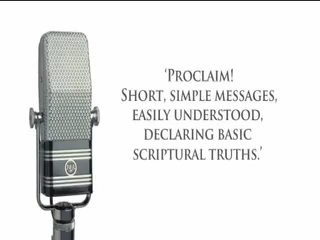 ‘Proclaim!
Short, simple messages,
easily understood,
declaring basic
scriptural truths.’